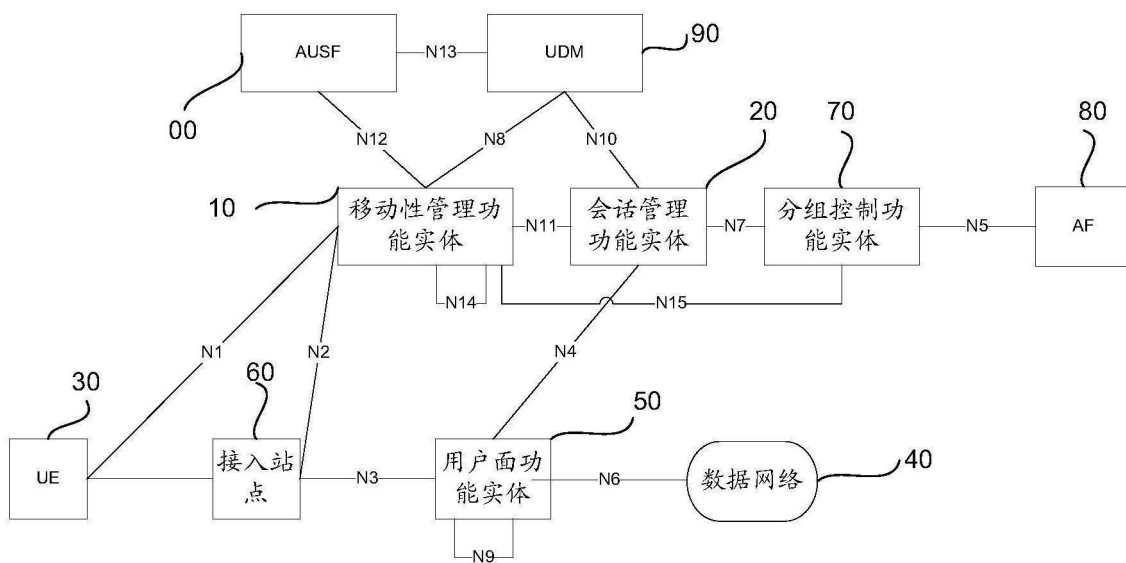 AUSF
N13
UDM
90
00
N12
N8
N10
20
70
80
10
移动性管理功
能实体
N11
会话管理
功能实体
N7
分组控制功
能实体
N5
AF
N14
N15
N1
N2
N4
30
60
50
UE
接入站
点
N3
用户面功
能实体
N6
数据网络
40
N9